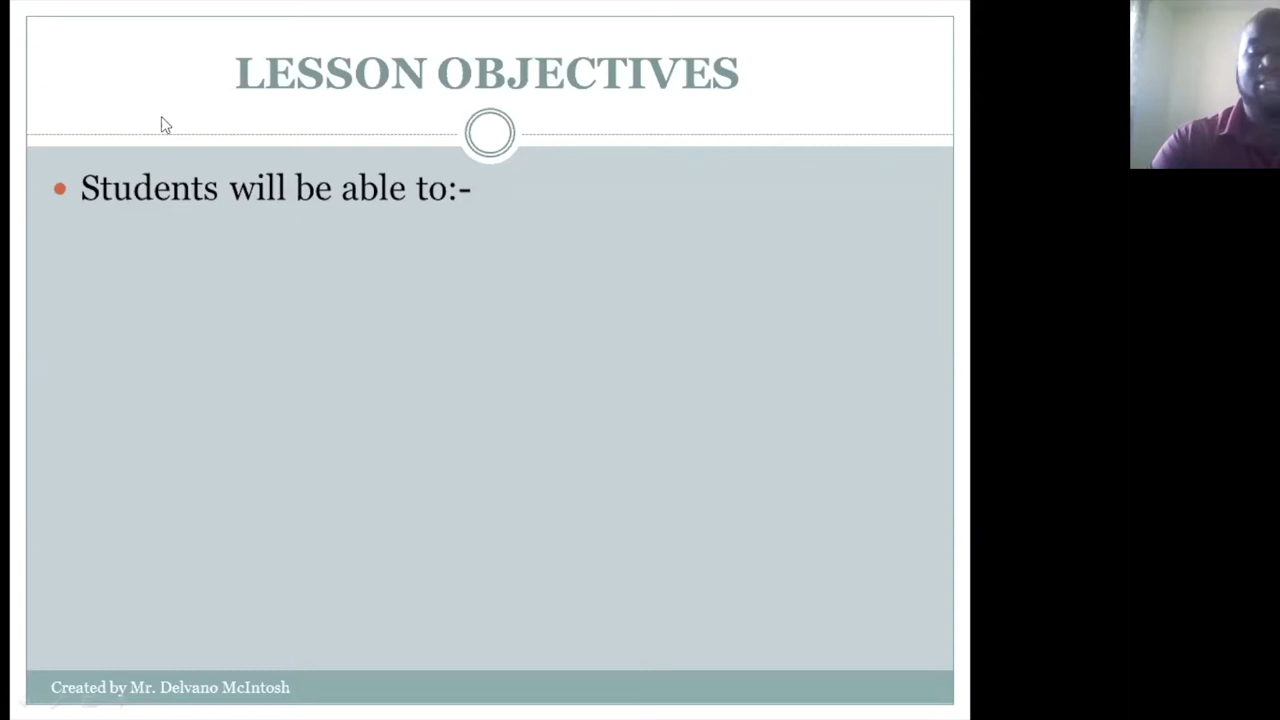 LESSON OBJECTIVES
Students will be able to:-
Created by Mr. Delvano McIntosh